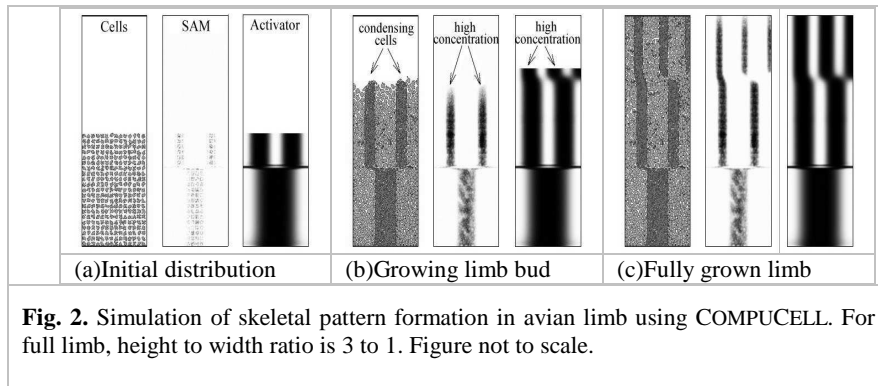 Cells SAM Activator
condensing cells
high concentration
high concentration
(a)Initial distribution
(b)Growing limb bud
(c)Fully grown limb
Fig. 2. Simulation of skeletal pattern formation in avian limb using COMPUCELL. For
full limb, height to width ratio is 3 to 1. Figure not to scale.